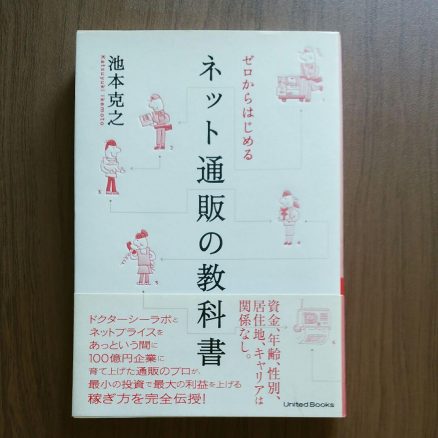 ゼロからはじめる
ネット通販の教科書
池本克之
Katsuyuki Ikemoto
資金、年齢、性別、
居住地、キャリアは
関係なし。
ドクターシーラボと
ネットプライスを
あっという間に
100億円企業に
育て上げた通販のプロが、
最小の投資で最大の利益を上げる
稼ぎ方を完全伝授!
United Books